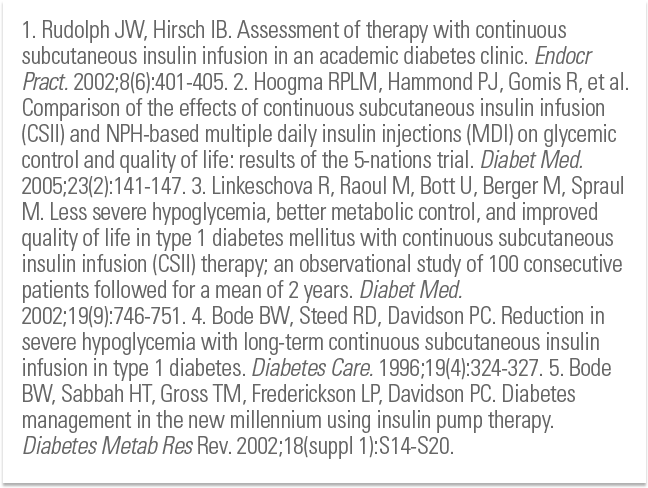 1. Rudolph JW, Hirsch IB. Assessment of therapy with continuous
subcutaneous insulin infusion in an academic diabetes clinic. Endocr
Pract. 2002;8(6):401-405. 2. Hoogma RPLM, Hammond PJ, Gomis R, et al.
Comparison of the effects of continuous subcutaneous insulin infusion
(CSII) and NPH-based multiple daily insulin injections (MDI) on glycemic
control and quality of life: results of the 5-nations trial. Diabet Med.
2005;23(2):141-147. 3. Linkeschova R, Raoul M, Bott U, Berger M, Spraul
M. Less severe hypoglycemia, better metabolic control, and improved
quality of life in type 1 diabetes mellitus with continuous subcutaneous
insulin infusion (CSII) therapy; an observational study of 100 consecutive
patients followed for a mean of 2 years. Diabet Med.
2002;19(9):746-751. 4. Bode BW, Steed RD, Davidson PC. Reduction in
severe hypoglycemia with long-term continuous subcutaneous insulin
infusion in type 1 diabetes. Diabetes Care. 1996;19(4):324-327. 5. Bode
BW, Sabbah HT, Gross TM, Frederickson LP, Davidson PC. Diabetes
management in the new millennium using insulin pump therapy.
Diabetes Metab Res Rev. 2002;18(suppl 1):S14-S20.